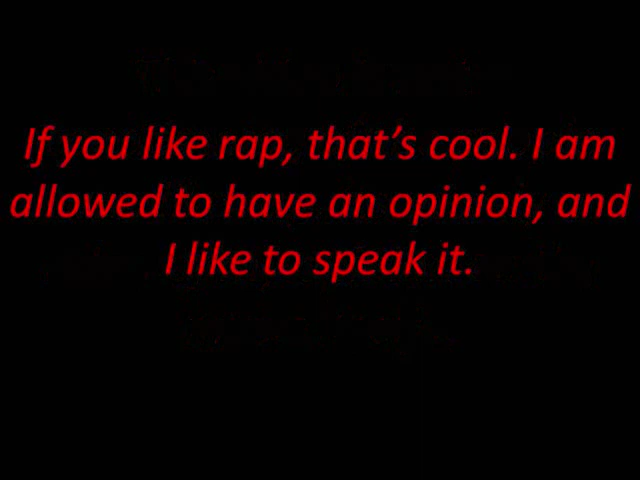 If you like rap, that’s cool. I am
allowed to have an opinion, and
I like to speak it.